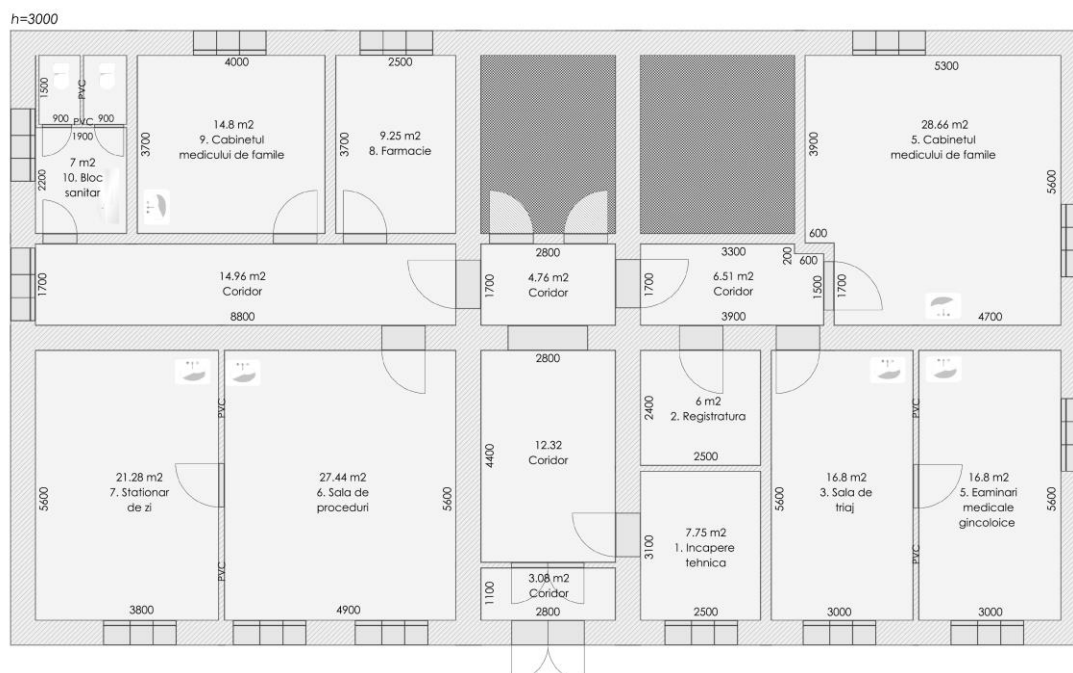 h=3000
4000
2500
5300
1500
PVC
900
PVC
900
1900
2200
7 m2
10. Bloc
sanitar
3700
14.8 m2
9. Cabinetul
medicului de famile
3700
9.25 m2
8. Farmacie
3900
28.66 m2
5. Cabinetul
medicului de famile
5600
600
1700
14.96 m2
Coridor
8800
2800
1700
4.76 m2
Coridor
3300
200
600
1700
6.51 m2
Coridor
1500
3900
1700
4700
PVC
5600
21.28 m2
7. Stationar
de zi
PVC
3800
27.44 m2
6. Sala de
proceduri
5600
4900
2800
4400
12.32
Coridor
1100
3.08 m2
Coridor
2800
2400
6 m2
2. Registratura
2500
3100
7.75 m2
1. Incapere
tehnica
2500
5600
16.8 m2
3. Sala de
triaj
3000
PVC
PVC
16.8 m2
5. Eaminari
medicale
gincoloice
5600
3000